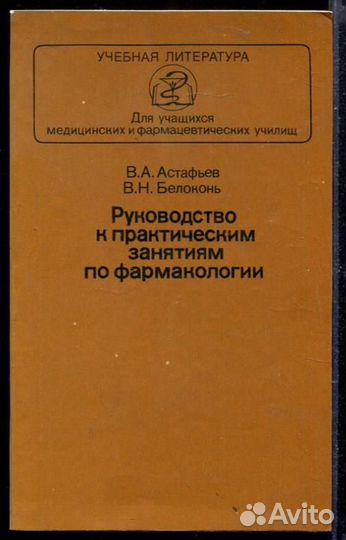 УЧЕБНАЯ ЛИТЕРАТУРА
Для учащихся
медицинских и фармацевтических училищ
В.А. Астафьев
В.Н. Белоконь
Руководство
к практическим
занятиям
по фармакологии
Avito